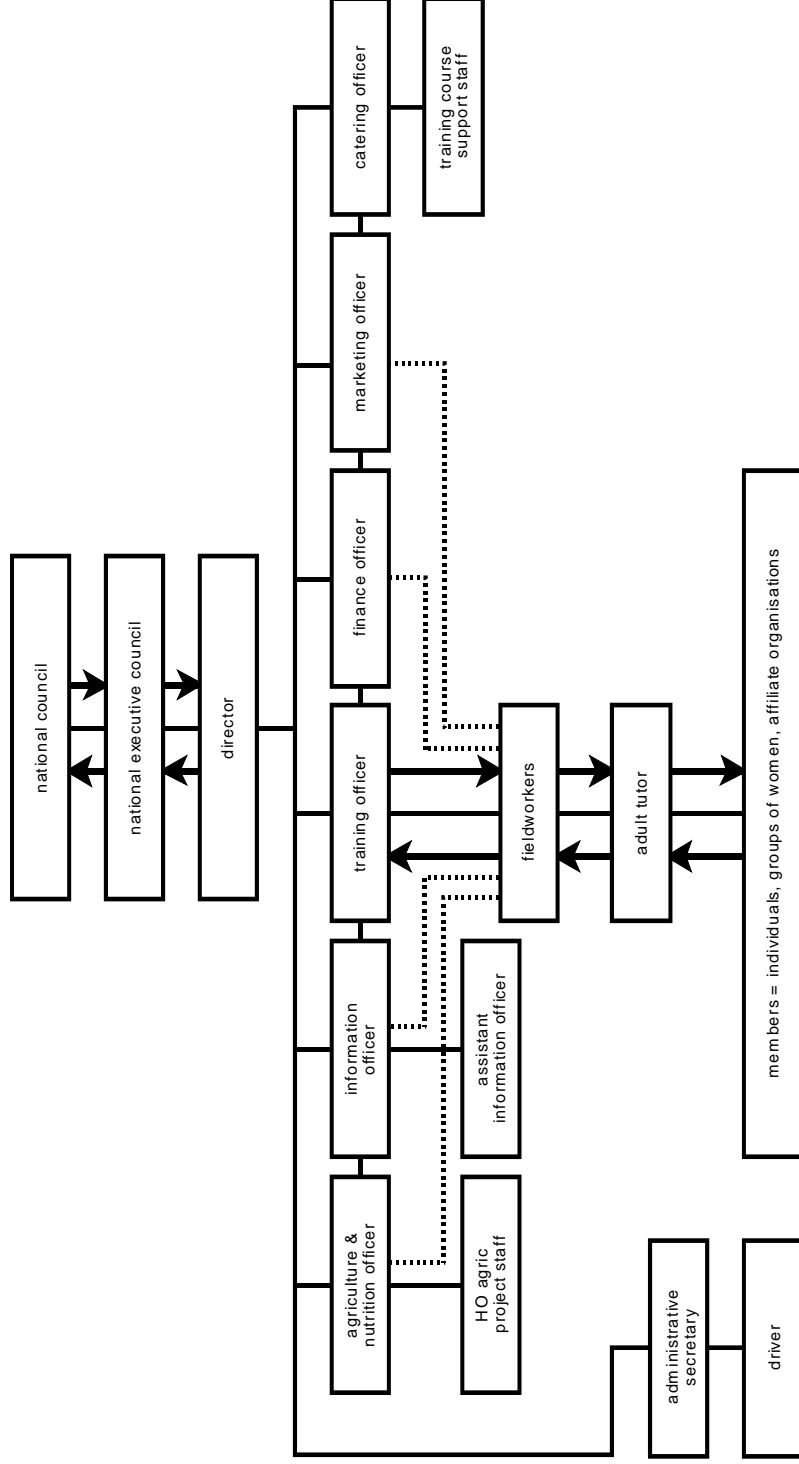 national council
national executive council
director
agriculture &
nutrition officer
information
officer
training officer
finance officer
marketing officer
catering officer
HO agric
project staff
assistant
information officer
training course
support staff
fieldworkers
adult tutor
administrative
secretary
driver
members = individuals, groups of women, affiliate organisations